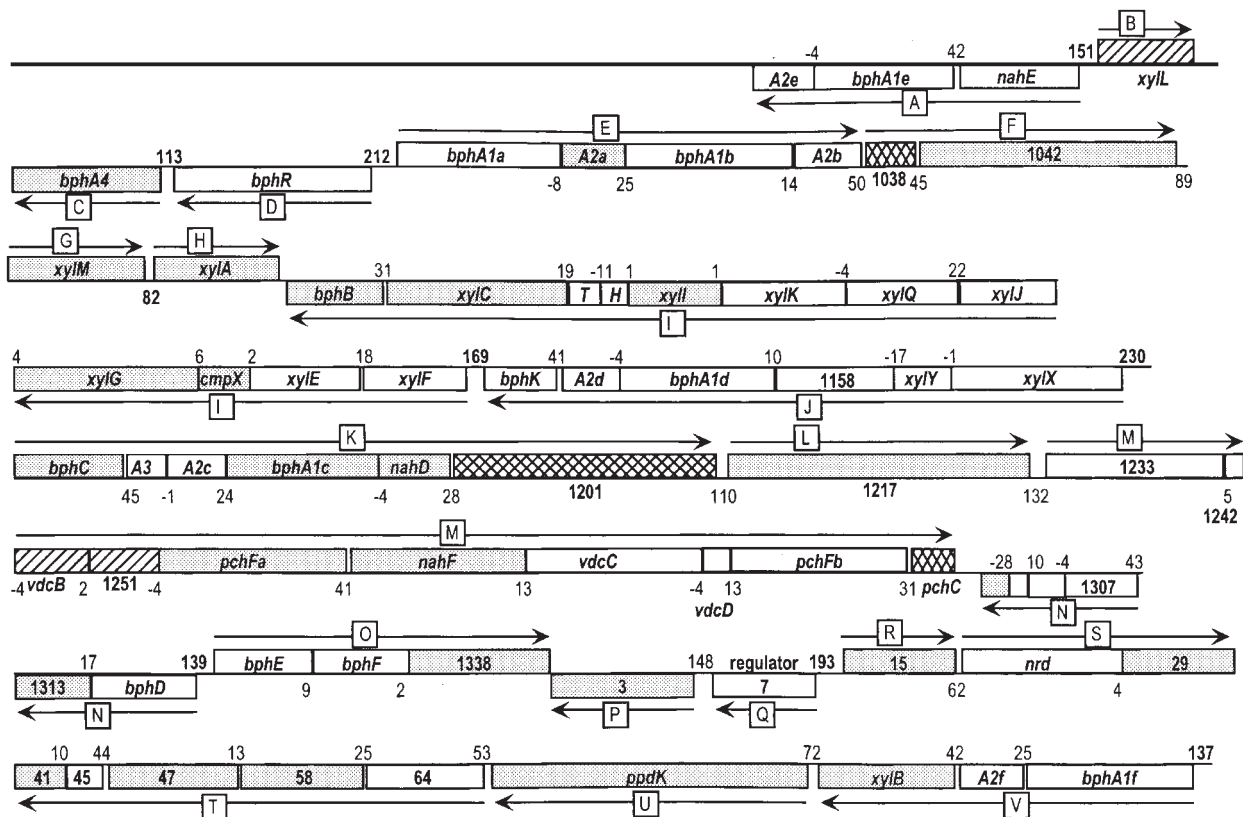 B
-4 42 151
A2e bphA1e nahE xylL
A
E F
113 212 bphA1a A2a bphA1b A2b 1042
bphA4 bphR -8 25 14 50 1038 45 89
C D
G H
xylM xylA 31 19 -11 1 1 -4 22
82 bphB xylC T H xylI xylK xylQ xylJ
I
4 6 2 18 169 41 -4 10 -17 -1 230
xylG cmpX xylE xylF bphK A2d bphA1d 1158 xylY xylX
I J
K L M
bphC A3 A2c bphA1c nahD 1233
45 -1 24 -4 28 1201 110 1217 132 5
1242
M
pchFa nahF vdcC pchFb
-4 vdcB 2 1251 -4 41 13 -4 13 31 pchC -28 10 -4 43
vdcD 1307
N
O R S
17 139 bphE bphF 1338 148 regulator 193 15 nrd 29
1313 bphD 9 2 3 7 62 4
N P Q
10 44 13 25 53 72 42 25 137
41 45 47 58 64 ppdK xylB A2f bphA1f
T U V